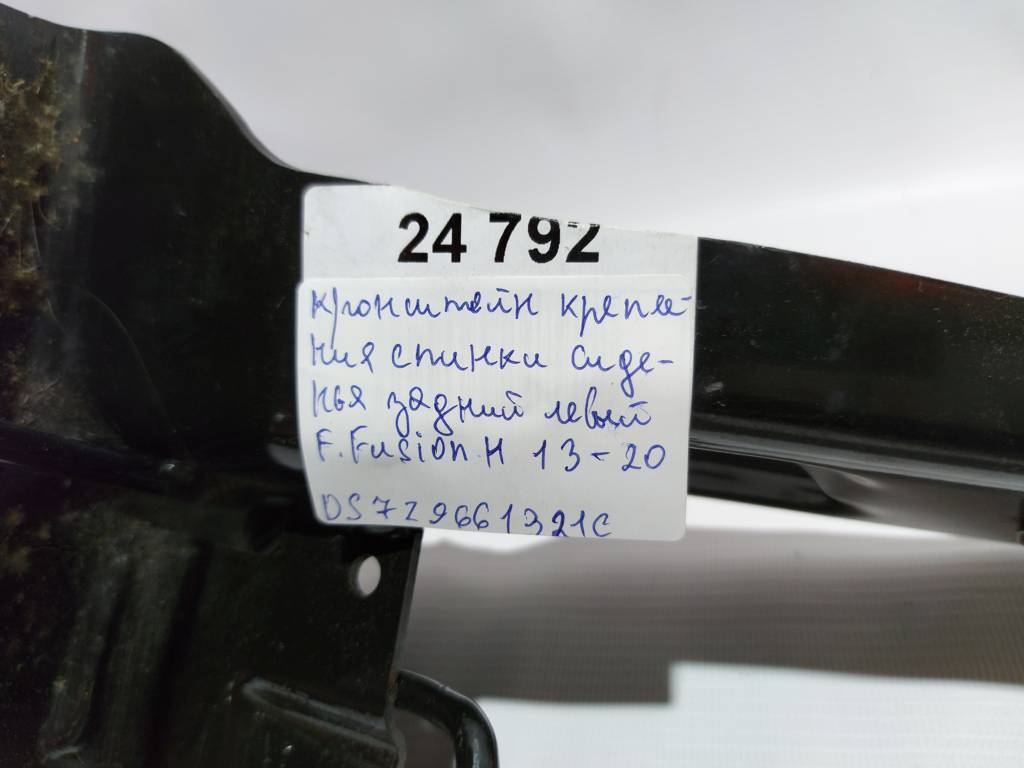 24 792
кронштейн крепле-
ния спинки сиде-
нья задний левый
F.Fusion.H 13-20
DS7Z9661321C